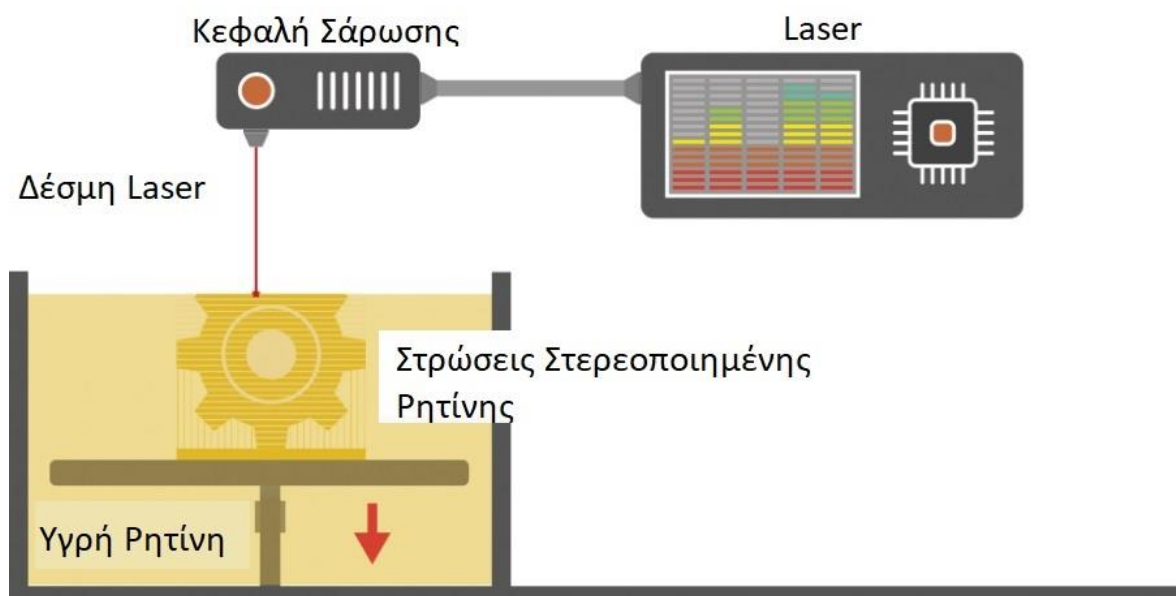 Κεφαλή Σάρωσης
Laser
Δέσμη Laser
Στρώσεις Στερεοποιημένης
Ρητίνης
Υγρή Ρητίνη